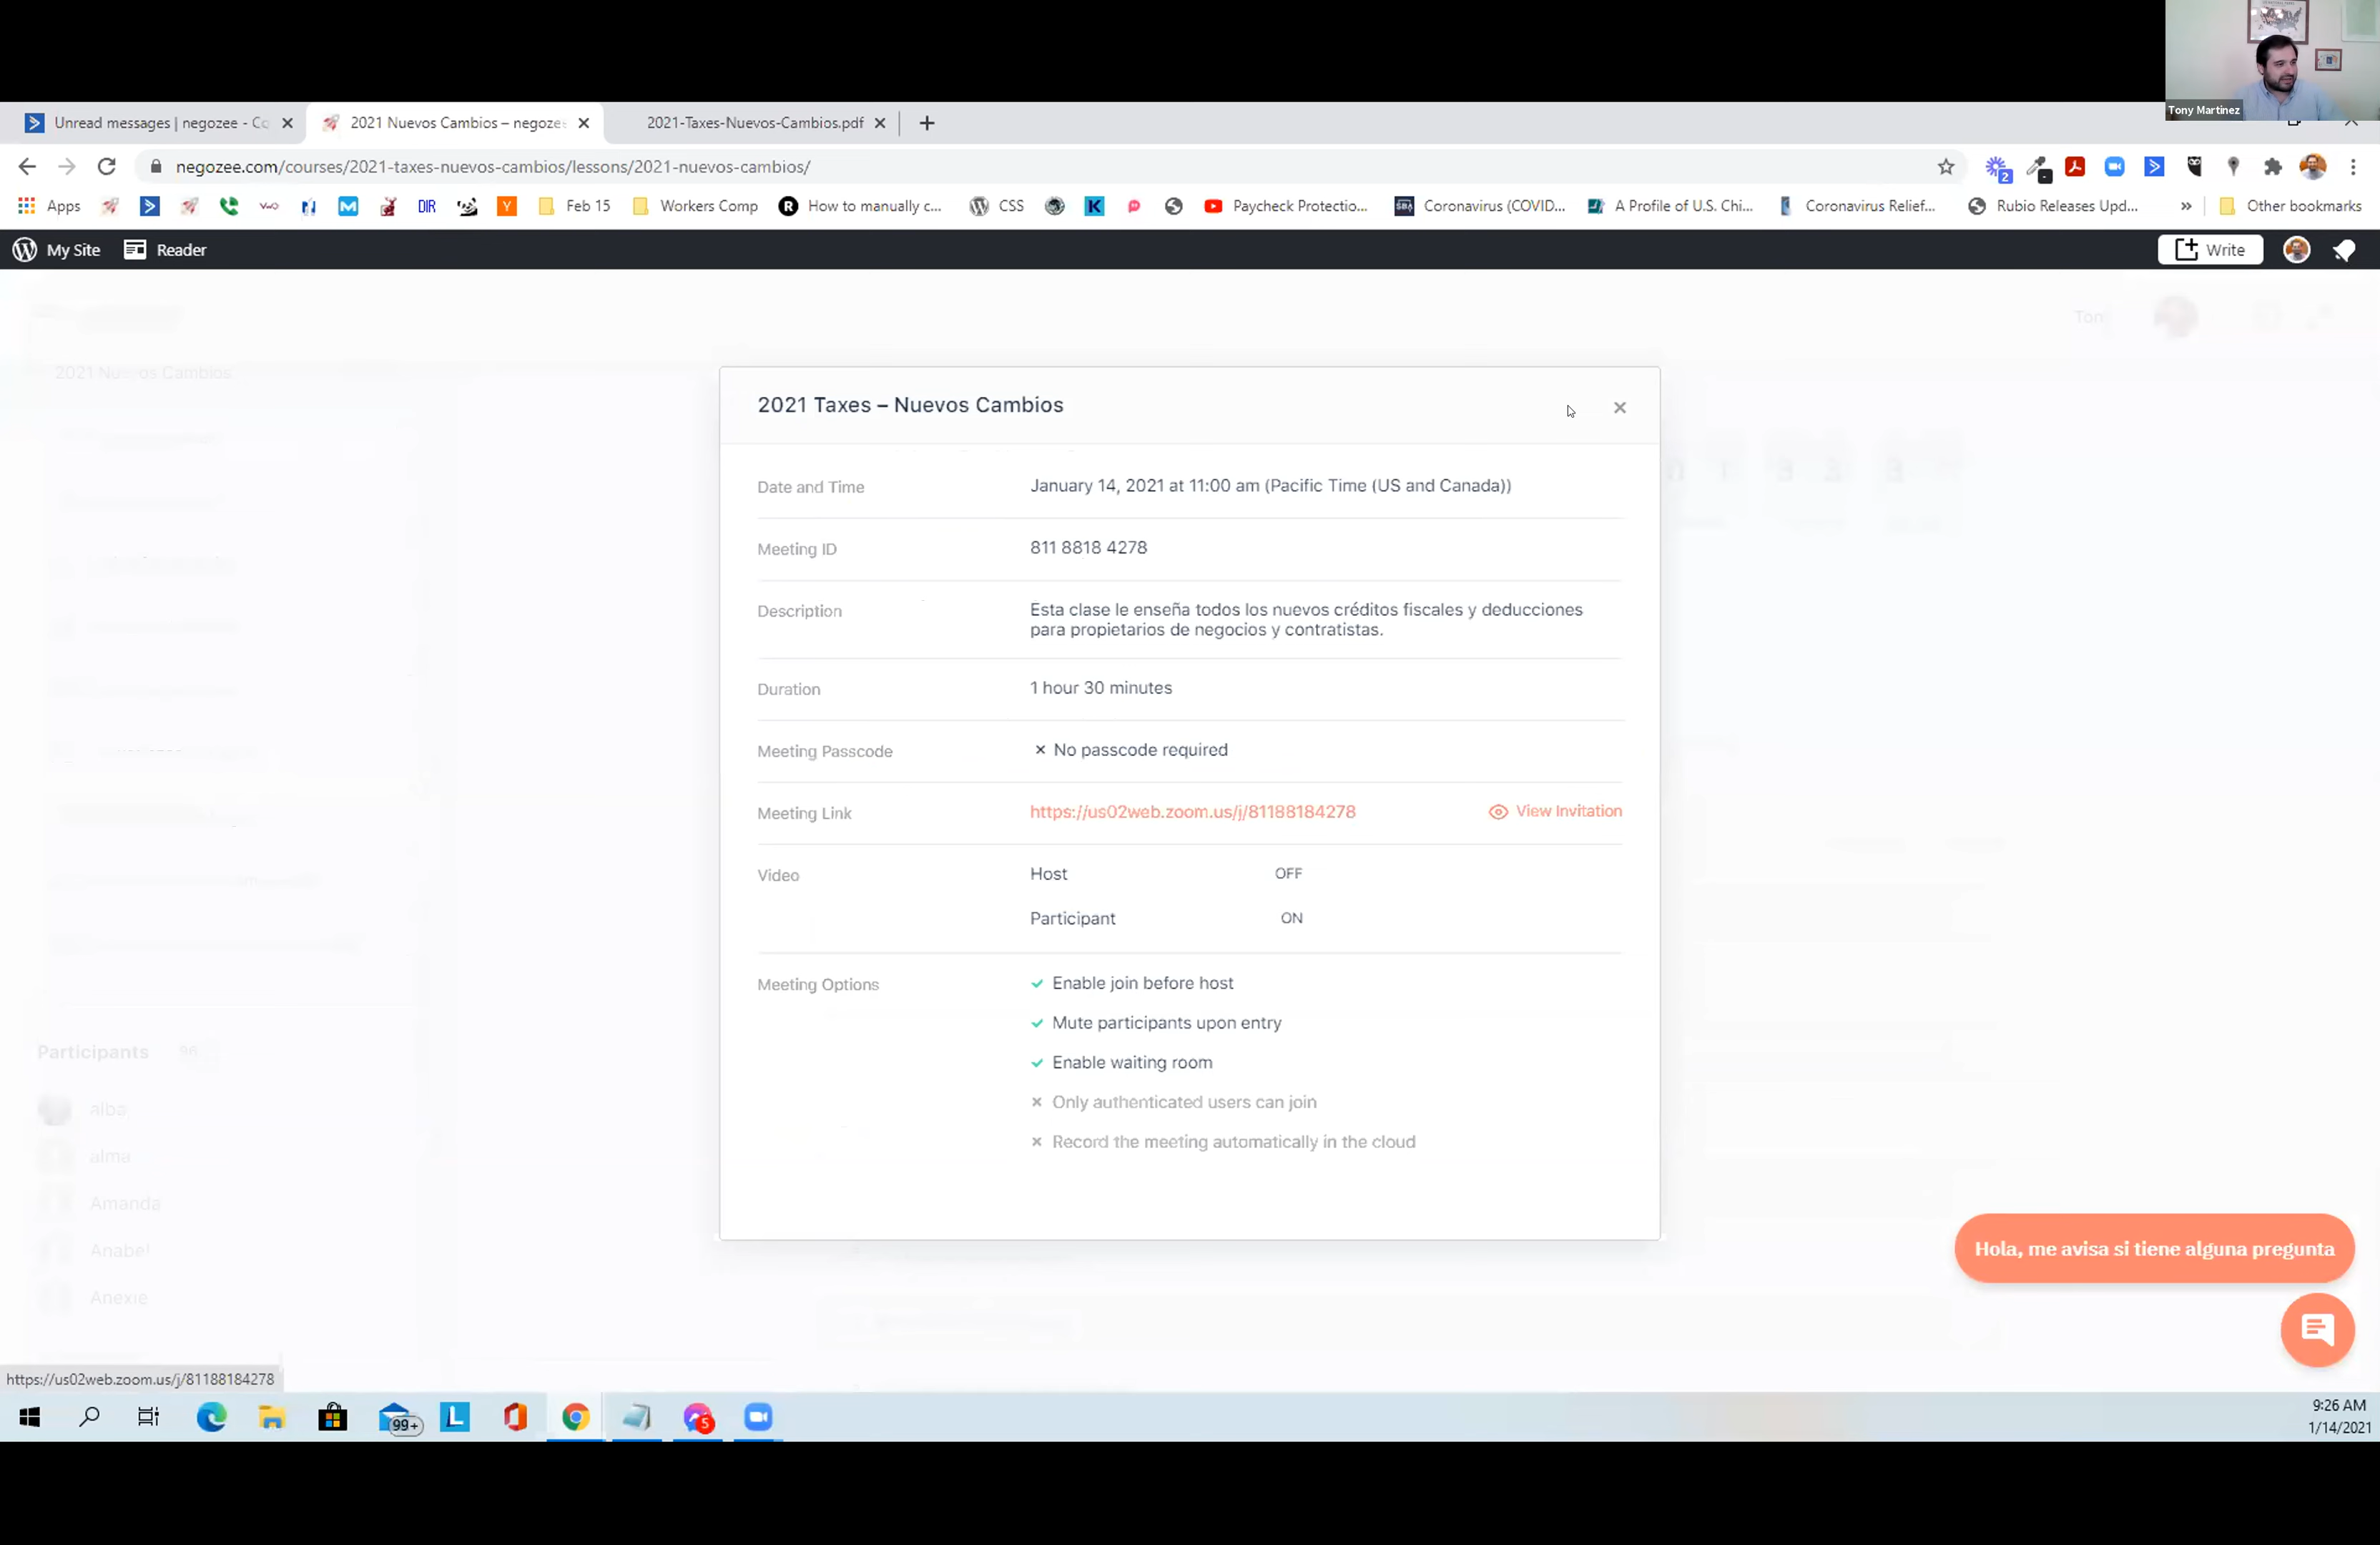 Tony Martinez
Unread messages | negozee - Co
2021 Nuevos Cambios – negoze
2021-Taxes-Nuevos-Cambios.pdf
negozee.com/courses/2021-taxes-nuevos-cambios/lessons/2021-nuevos-cambios/
2
Apps
VWO
DIR
Y
Feb 15
Workers Comp
R
How to manually c...
CSS
K
Paycheck Protectio...
SBA
Coronavirus (COVID...
A Profile of U.S. Chi...
Coronavirus Relief...
Rubio Releases Upd...
»
Other bookmarks
My Site
Reader
Write
Ton
2021 Nuevos Cambios
2021 Taxes – Nuevos Cambios
Date and Time
January 14, 2021 at 11:00 am (Pacific Time (US and Canada))
Meeting ID
811 8818 4278
Description
Esta clase le enseña todos los nuevos créditos fiscales y deducciones
para propietarios de negocios y contratistas.
Duration
1 hour 30 minutes
Meeting Passcode
No passcode required
Meeting Link
https://us02web.zoom.us/j/81188184278
View Invitation
Video
Host
OFF
Participant
ON
Meeting Options
Enable join before host
Mute participants upon entry
Enable waiting room
Only authenticated users can join
Record the meeting automatically in the cloud
Participants 96
alba
alma
Amanda
Anabel
Anexie
Hola, me avisa si tiene alguna pregunta
https://us02web.zoom.us/j/81188184278
99+
L
5
9:26 AM
1/14/2021